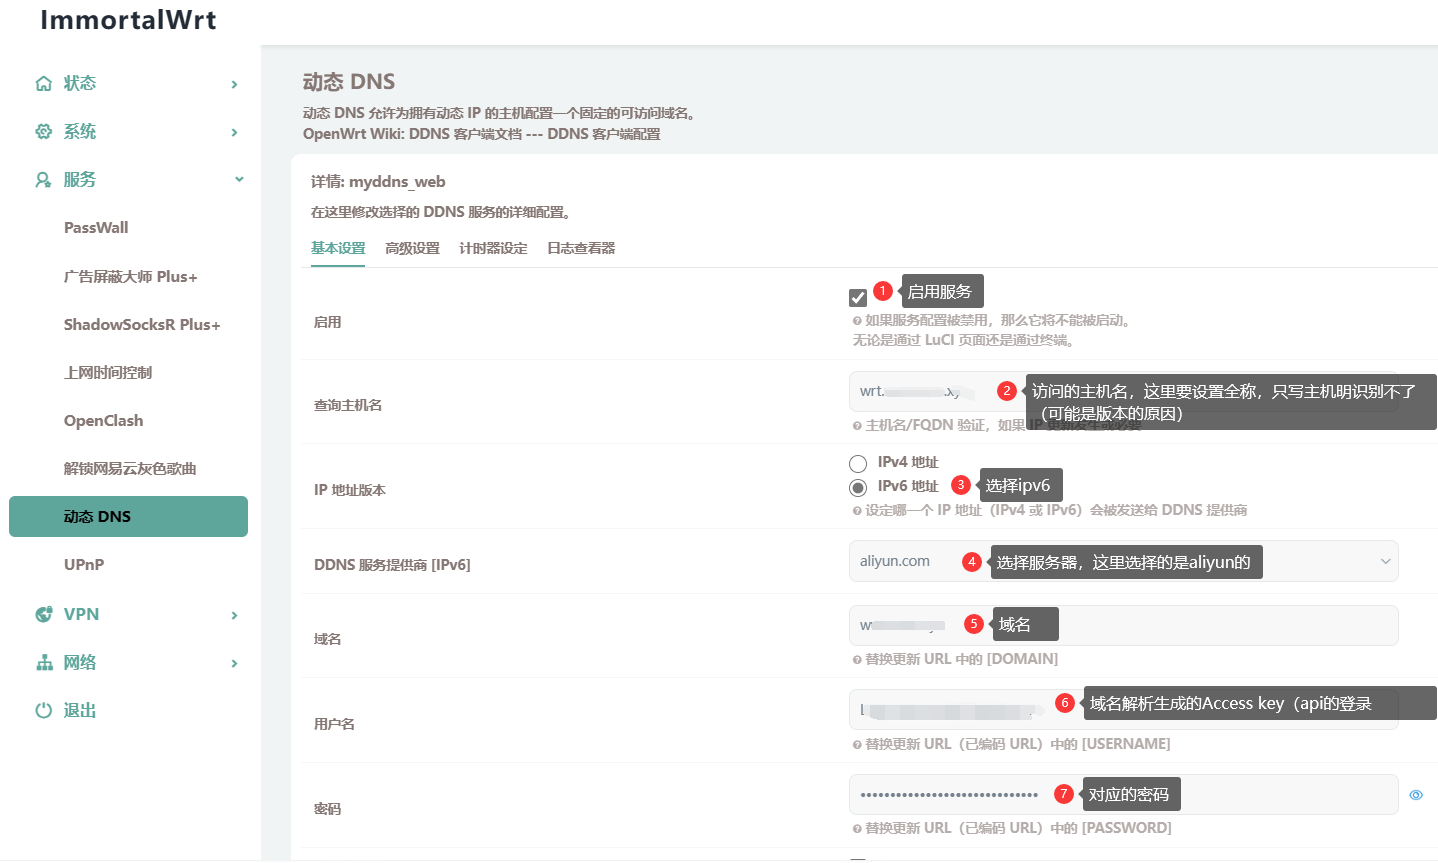 ImmortalWrt
状态
系统
服务
PassWall
广告屏蔽大师 Plus+
ShadowSocksR Plus+
上网时间控制
OpenClash
解锁网易云灰色歌曲
动态 DNS
UPnP
VPN
网络
退出
动态 DNS
动态 DNS 允许为拥有动态 IP 的主机配置一个固定的可访问域名。
OpenWrt Wiki: DDNS 客户端文档 --- DDNS 客户端配置
详情: myddns_web
在这里修改选择的 DDNS 服务的详细配置。
基本设置 高级设置 计时器设定 日志查看器
启用
1 启用服务
如果服务配置被禁用，那么它将不能被启动。
无论是通过 LuCI 页面还是通过终端。
查询主机名
wrt. .xy
2 访问的主机名，这里要设置全称，只写主机明识别不了
（可能是版本的原因）
主机名/FQDN 验证，如果 IP 更新发生或必要
IP 地址版本
IPv4 地址
IPv6 地址 3 选择ipv6
设定哪一个 IP 地址（IPv4 或 IPv6）会被发送给 DDNS 提供商
DDNS 服务提供商 [IPv6]
aliyun.com 4 选择服务器，这里选择的是aliyun的
域名
5 域名
替换更新 URL 中的 [DOMAIN]
用户名
L 6 域名解析生成的Access key（api的登录
替换更新 URL（已编码 URL）中的 [USERNAME]
密码
7 对应的密码
替换更新 URL（已编码 URL）中的 [PASSWORD]